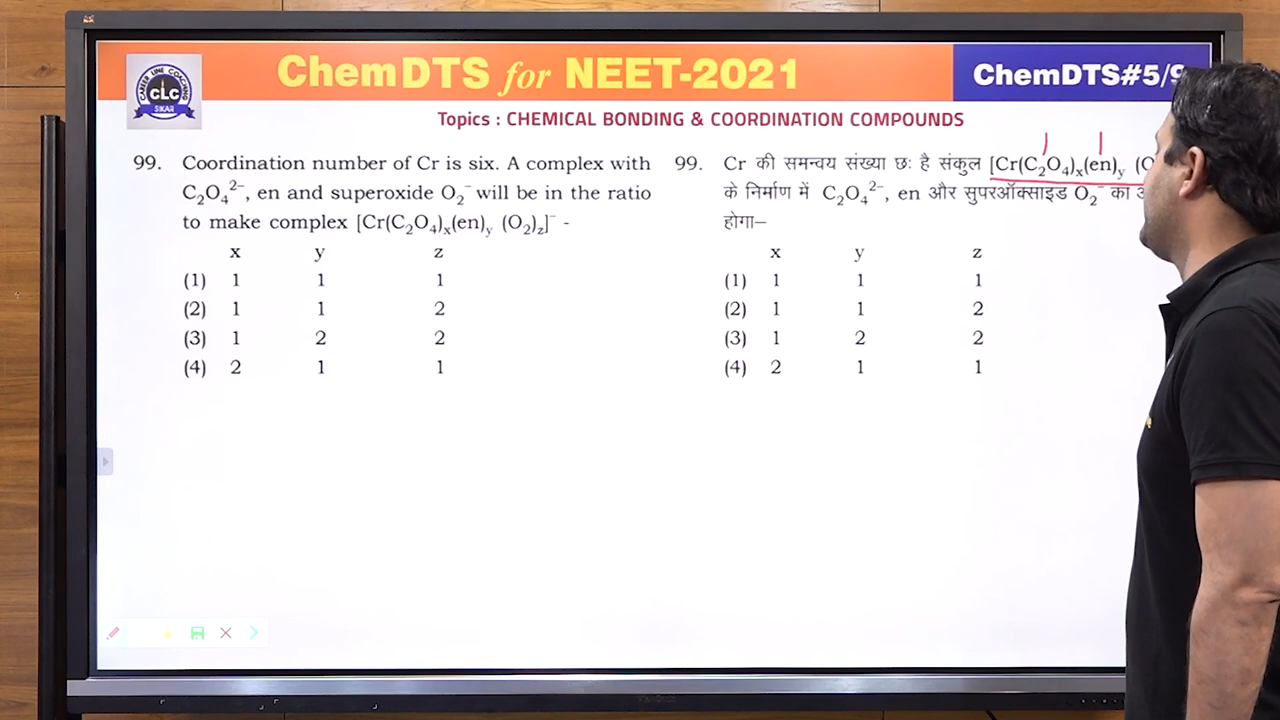 ChemDTS for NEET-2021
ChemDTS#5/9
CAREER LINE COACHING
CLC
SIKAR
Topics : CHEMICAL BONDING & COORDINATION COMPOUNDS
99. Coordination number of Cr is six. A complex with
C₂O₄²⁻, en and superoxide O₂⁻ will be in the ratio
to make complex [Cr(C₂O₄)ₓ(en)ᵧ (O₂)z]⁻ -
x y z
(1) 1 1 1
(2) 1 1 2
(3) 1 2 2
(4) 2 1 1
99. Cr की समन्वय संख्या छः है संकुल [Cr(C₂O₄)ₓ(en)ᵧ (O
के निर्माण में C₂O₄²⁻, en और सुपरऑक्साइड O₂⁻ का
होगा–
x y z
(1) 1 1 1
(2) 1 1 2
(3) 1 2 2
(4) 2 1 1